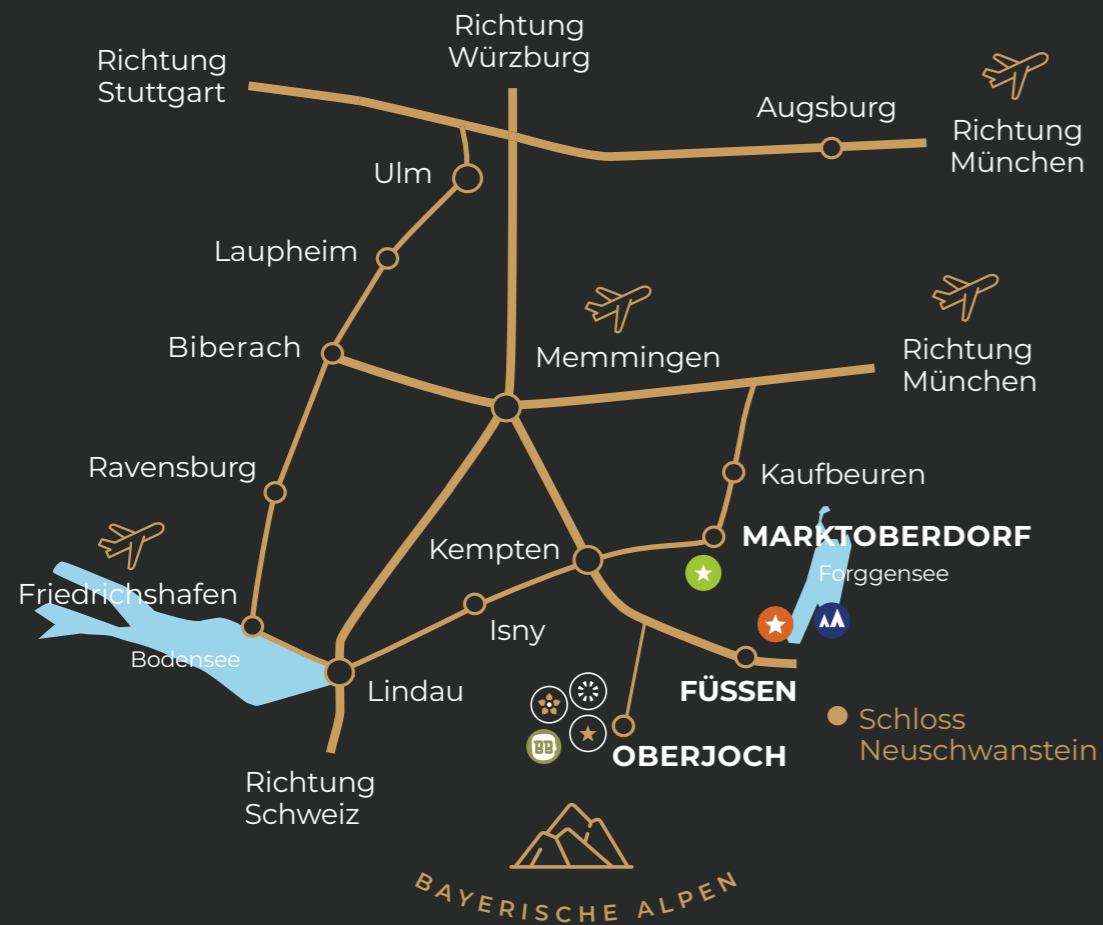 Richtung
Würzburg
Richtung
Stuttgart
Augsburg
Richtung
München
Ulm
Laupheim
Biberach
Memmingen
Richtung
München
Ravensburg
Kaufbeuren
MARKTOBERDORF
Kempten
Forggensee
Friedrichshafen
Isny
Bodensee
Lindau
FÜSSEN
Schloss
Neuschwanstein
BB
OBERJOCH
Richtung
Schweiz
BAYERISCHE ALPEN